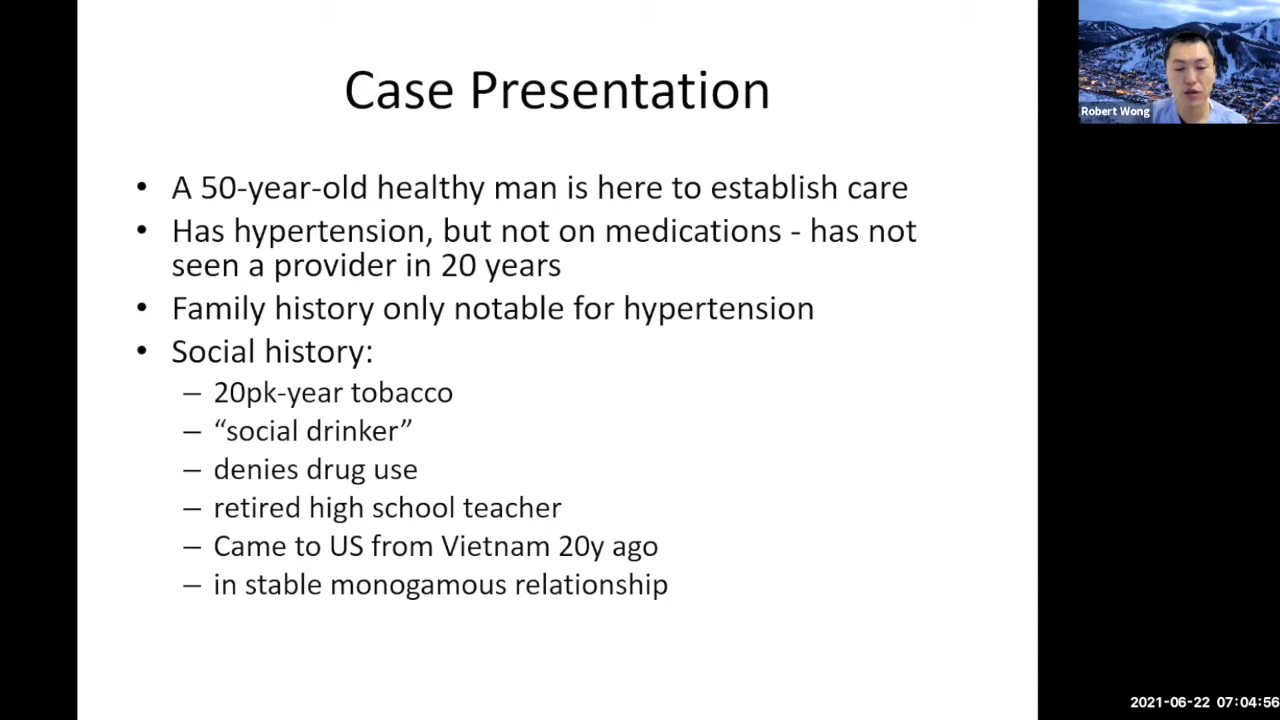 Case Presentation
• A 50-year-old healthy man is here to establish care
• Has hypertension, but not on medications - has not
seen a provider in 20 years
• Family history only notable for hypertension
• Social history:
– 20pk-year tobacco
– “social drinker”
– denies drug use
– retired high school teacher
– Came to US from Vietnam 20y ago
– in stable monogamous relationship
Robert Wong
2021-06-22 07:04:56